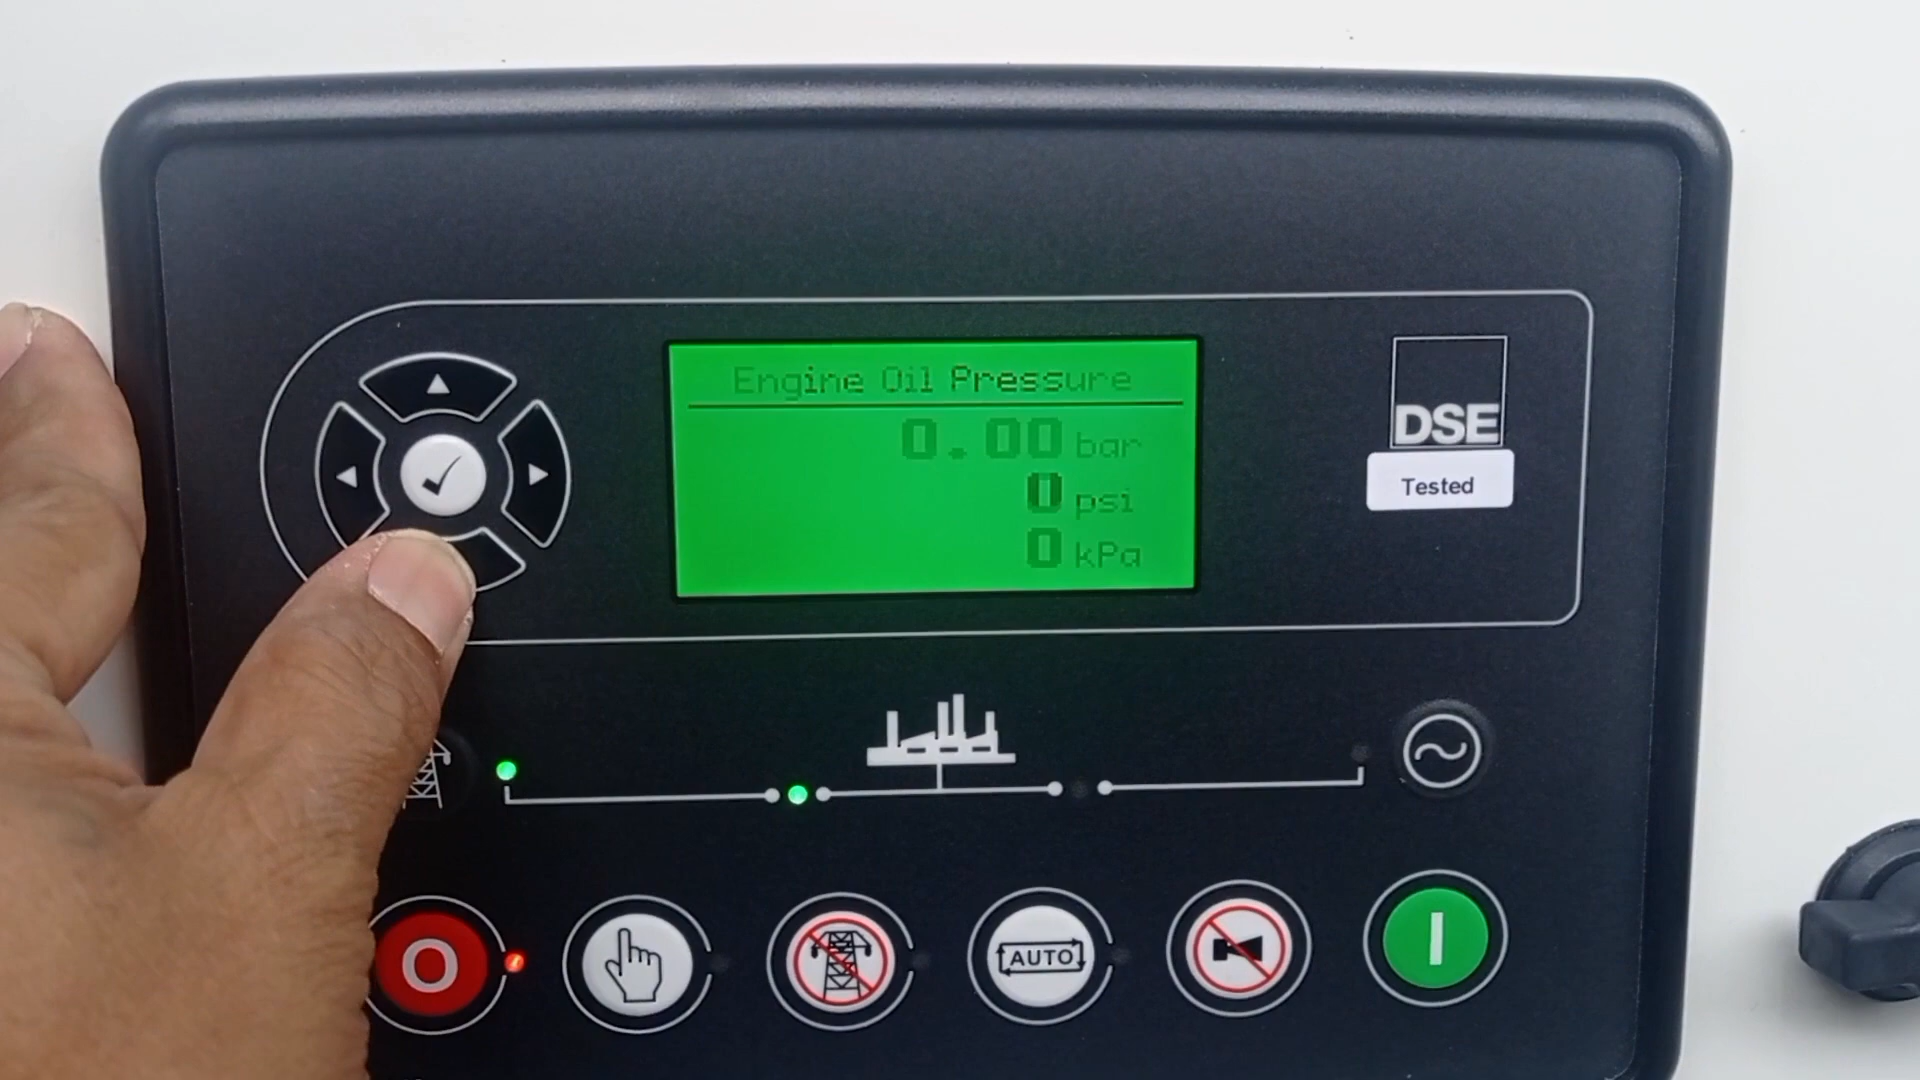 Engine Oil Pressure
0.00 bar
0 psi
0 kPa
DSE
Tested
O
AUTO
I